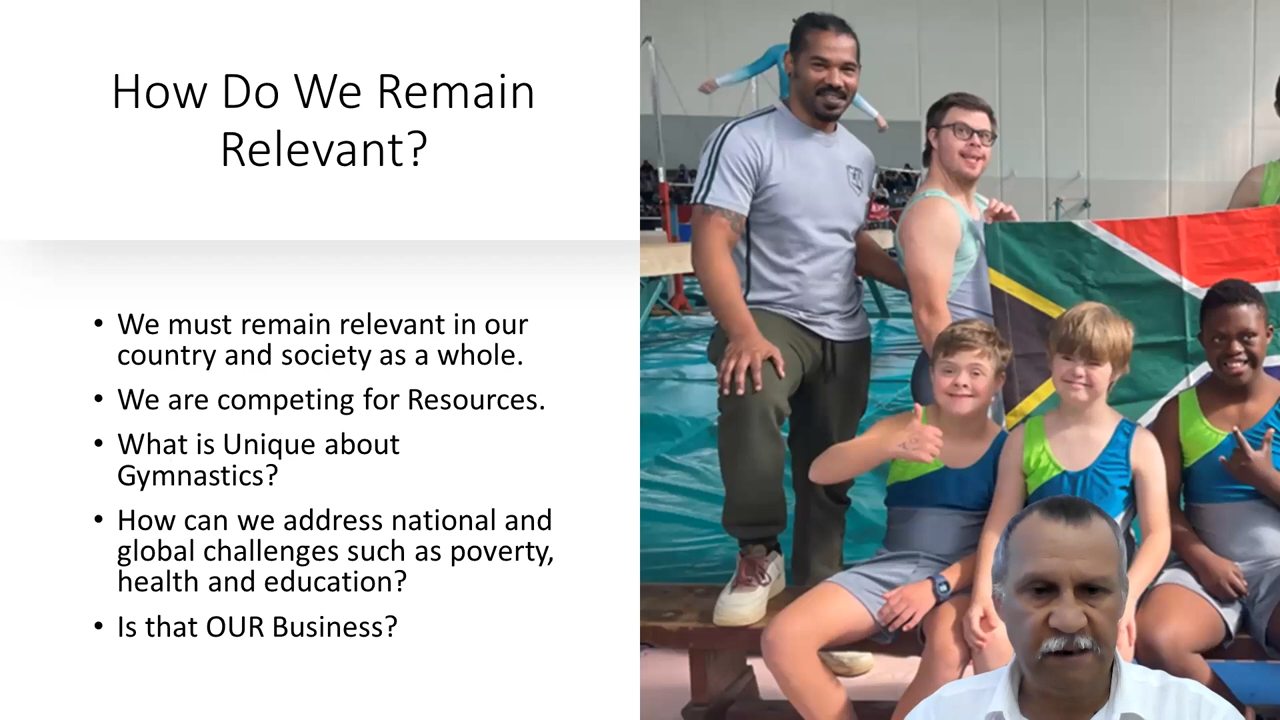 How Do We Remain
Relevant?
• We must remain relevant in our
country and society as a whole.
• We are competing for Resources.
• What is Unique about
Gymnastics?
• How can we address national and
global challenges such as poverty,
health and education?
• Is that OUR Business?